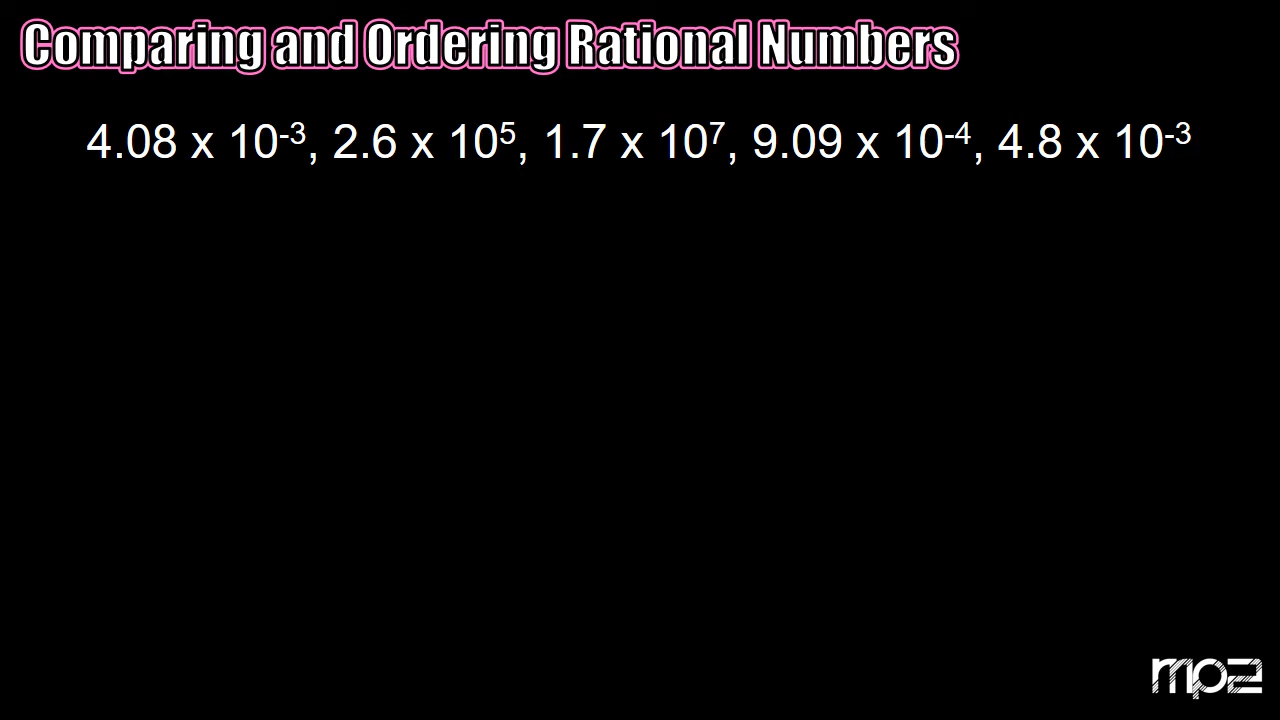 Comparing and Ordering Rational Numbers
4.08 x 10⁻³, 2.6 x 10⁵, 1.7 x 10⁷, 9.09 x 10⁻⁴, 4.8 x 10⁻³
mp2